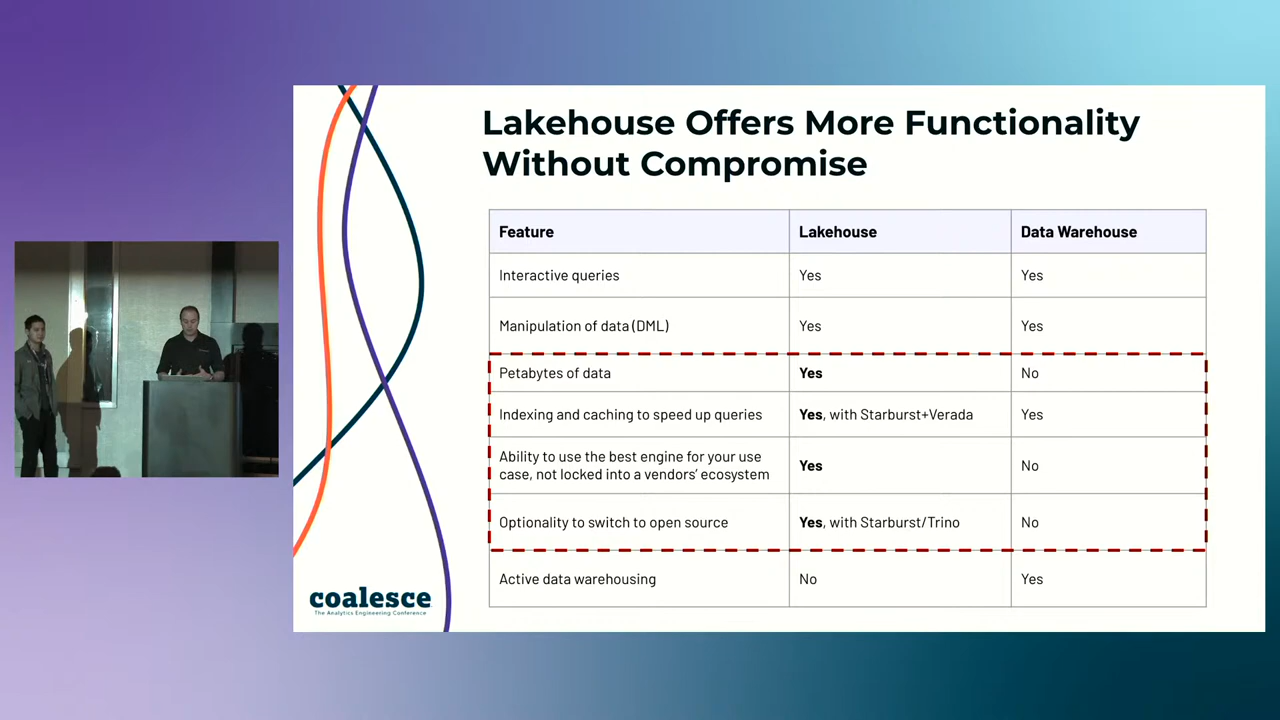 Lakehouse Offers More Functionality
Without Compromise
Feature Lakehouse Data Warehouse
Interactive queries Yes Yes
Manipulation of data (DML) Yes Yes
Petabytes of data Yes No
Indexing and caching to speed up queries Yes, with Starburst+Verada Yes
Ability to use the best engine for your use
case, not locked into a vendors’ ecosystem Yes No
Optionality to switch to open source Yes, with Starburst/Trino No
Active data warehousing No Yes
coalesce
The Analytics Engineering Conference